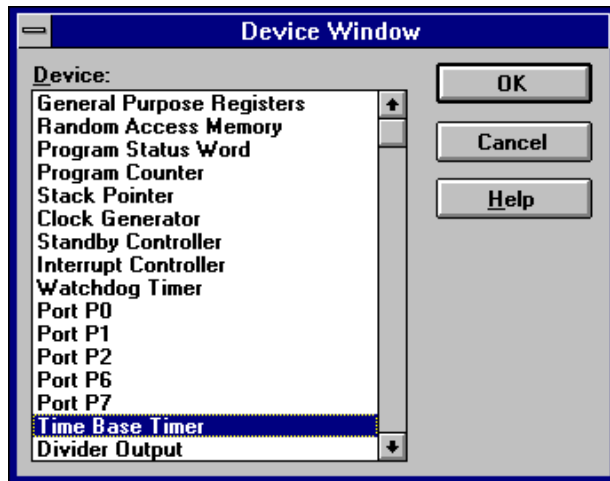 Device Window
Device:
General Purpose Registers
Random Access Memory
Program Status Word
Program Counter
Stack Pointer
Clock Generator
Standby Controller
Interrupt Controller
Watchdog Timer
Port P0
Port P1
Port P2
Port P6
Port P7
Time Base Timer
Divider Output
OK
Cancel
Help